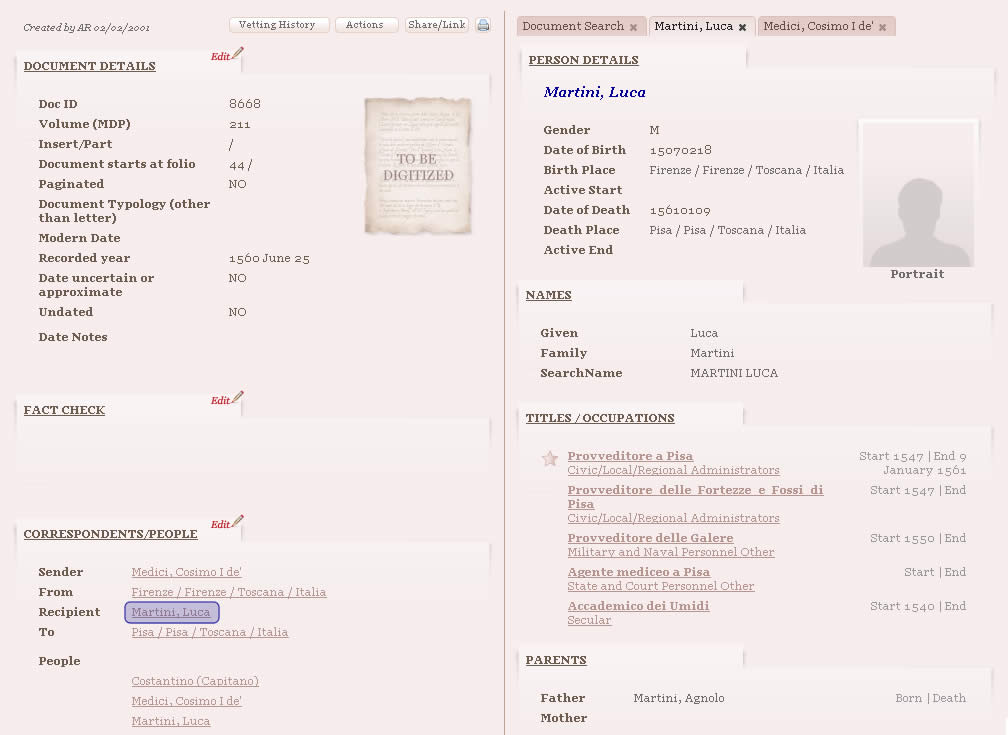 Created by AR 02/02/2001
Vetting History
Actions
Share/Link
Edit
DOCUMENT DETAILS
Doc ID 8668
Volume (MDP) 211
Insert/Part /
Document starts at folio 44 /
Paginated NO
Document Typology (other
than letter)
Modern Date
Recorded year 1560 June 25
Date uncertain or NO
approximate
Undated NO
Date Notes
TO BE
DIGITIZED
Edit
FACT CHECK
Edit
CORRESPONDENTS/PEOPLE
Sender Medici, Cosimo I de'
From Firenze / Firenze / Toscana / Italia
Recipient Martini, Luca
To Pisa / Pisa / Toscana / Italia
People
Costantino (Capitano)
Medici, Cosimo I de'
Martini, Luca
Document Search × Martini, Luca × Medici, Cosimo I de' ×
PERSON DETAILS
Martini, Luca
Gender M
Date of Birth 15070218
Birth Place Firenze / Firenze / Toscana / Italia
Active Start
Date of Death 15610109
Death Place Pisa / Pisa / Toscana / Italia
Active End
Portrait
NAMES
Given Luca
Family Martini
SearchName MARTINI LUCA
TITLES / OCCUPATIONS
Provveditore a Pisa Start 1547 | End 9
Civic/Local/Regional Administrators January 1561
Provveditore delle Fortezze e Fossi di Start 1547 | End
Pisa
Civic/Local/Regional Administrators
Provveditore delle Galere Start 1550 | End
Military and Naval Personnel Other
Agente mediceo a Pisa Start | End
State and Court Personnel Other
Accademico dei Umidi Start 1540 | End
Secular
PARENTS
Father Martini, Agnolo Born | Death
Mother